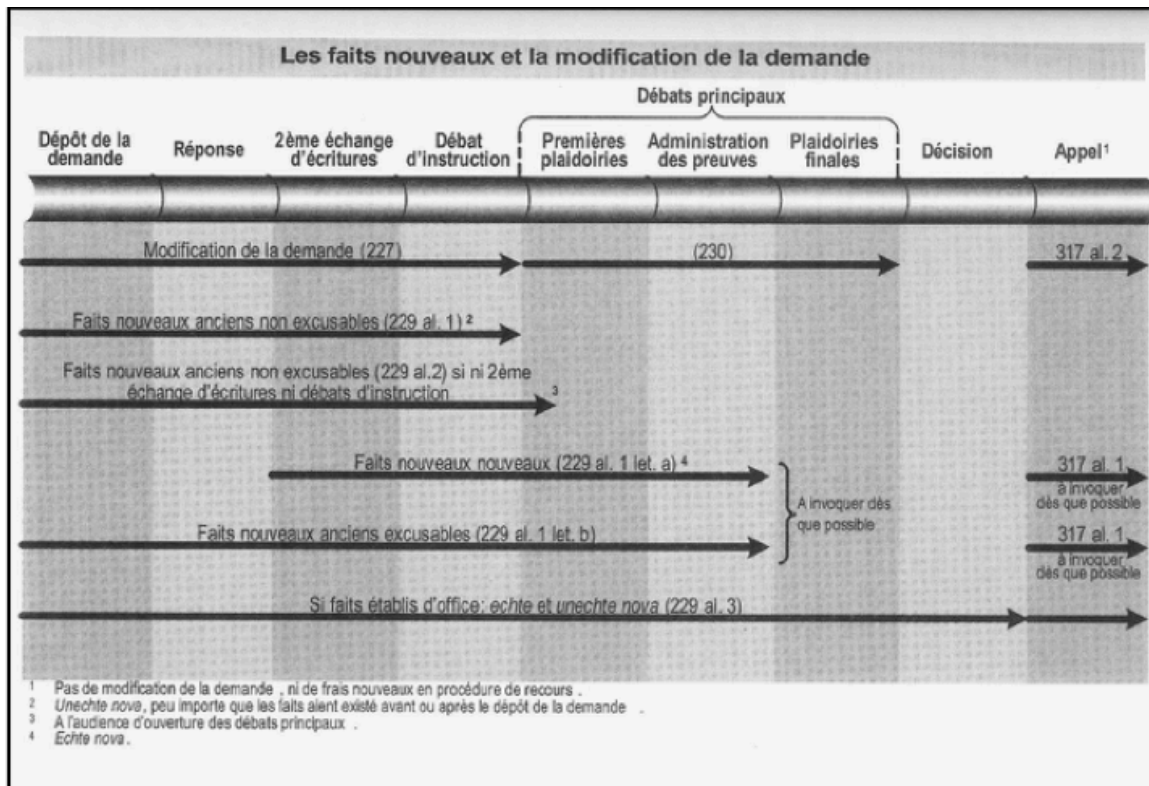 Les faits nouveaux et la modification de la demande
Débats principaux
Dépôt de la
demande
Réponse
2ème échange
d'écritures
Débat
d'instruction
Premières
plaidoiries
Administration
des preuves
Plaidoiries
finales
Décision
Appel¹
Modification de la demande (227)
(230)
317 al. 2
Faits nouveaux anciens non excusables (229 al. 1) ²
Faits nouveaux anciens non excusables (229 al.2) si ni 2ème
échange d'écritures ni débats d'instruction
³
Faits nouveaux nouveaux (229 al. 1 let. a) ⁴
317 al. 1
à invoquer
dès que possible
A invoquer dès
que possible
Faits nouveaux anciens excusables (229 al. 1 let. b)
317 al. 1
à invoquer
dès que possible
Si faits établis d'office: echte et unechte nova (229 al. 3)
¹ Pas de modification de la demande , ni de frais nouveaux en procédure de recours .
² Unechte nova, peu importe que les faits aient existé avant ou après le dépôt de la demande .
³ A l'audience d'ouverture des débats principaux .
⁴ Echte nova .